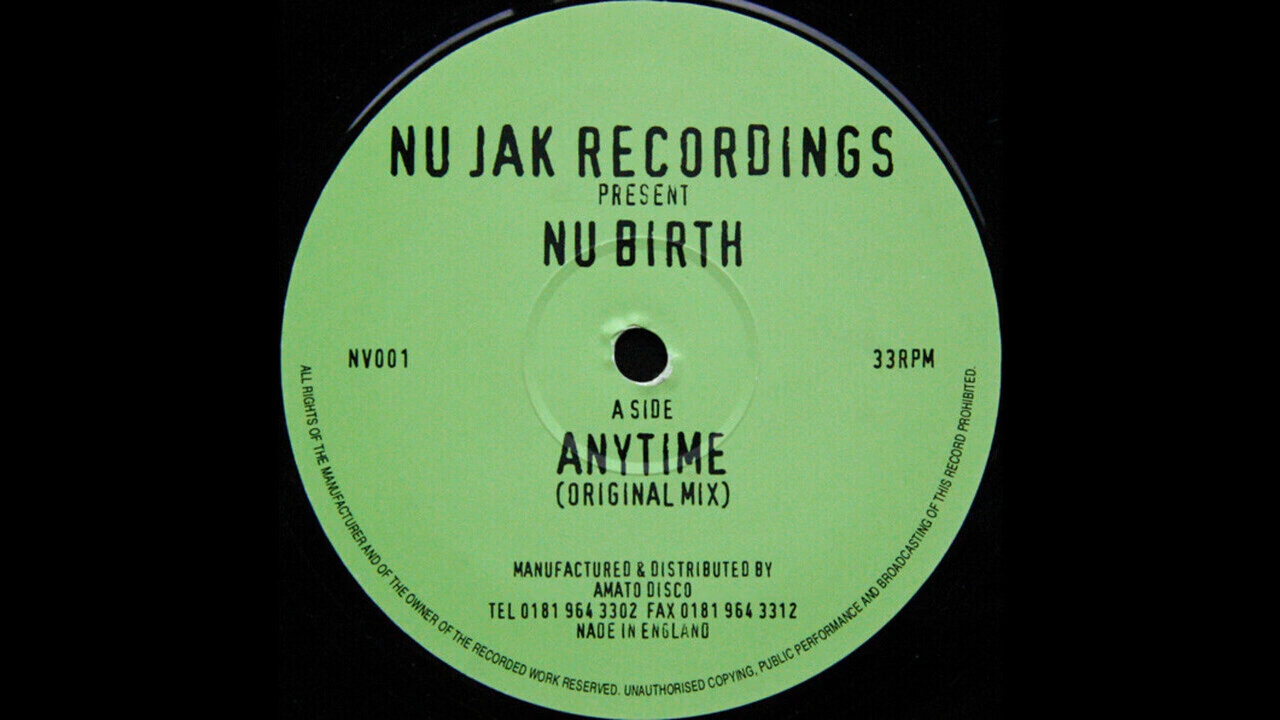 NU JAK RECORDINGS
PRESENT
NU BIRTH
NV001
33RPM
A SIDE
ANYTIME
(ORIGINAL MIX)
MANUFACTURED & DISTRIBUTED BY
AMATO DISCO
TEL 0181 964 3302 FAX 0181 964 3312
NADE IN ENGLAND
ALL RIGHTS OF THE MANUFACTURER AND OF THE OWNER OF THE RECORDED WORK RESERVED. UNAUTHORISED COPYING, PUBLIC PERFORMANCE AND BROADCASTING OF THIS RECORD PROHIBITED.